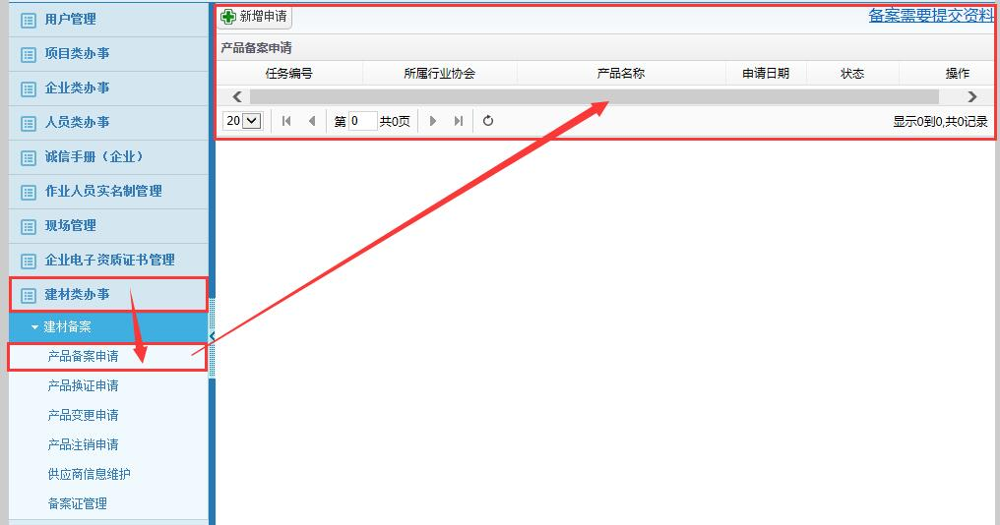 用户管理
项目类办事
企业类办事
人员类办事
诚信手册（企业）
作业人员实名制管理
现场管理
企业电子资质证书管理
建材类办事
建材备案
产品备案申请
产品换证申请
产品变更申请
产品注销申请
供应商信息维护
备案证管理
新增申请 备案需要提交资料
产品备案申请
任务编号 所属行业协会 产品名称 申请日期 状态 操作
20 第 0 共0页 显示0到0,共0记录